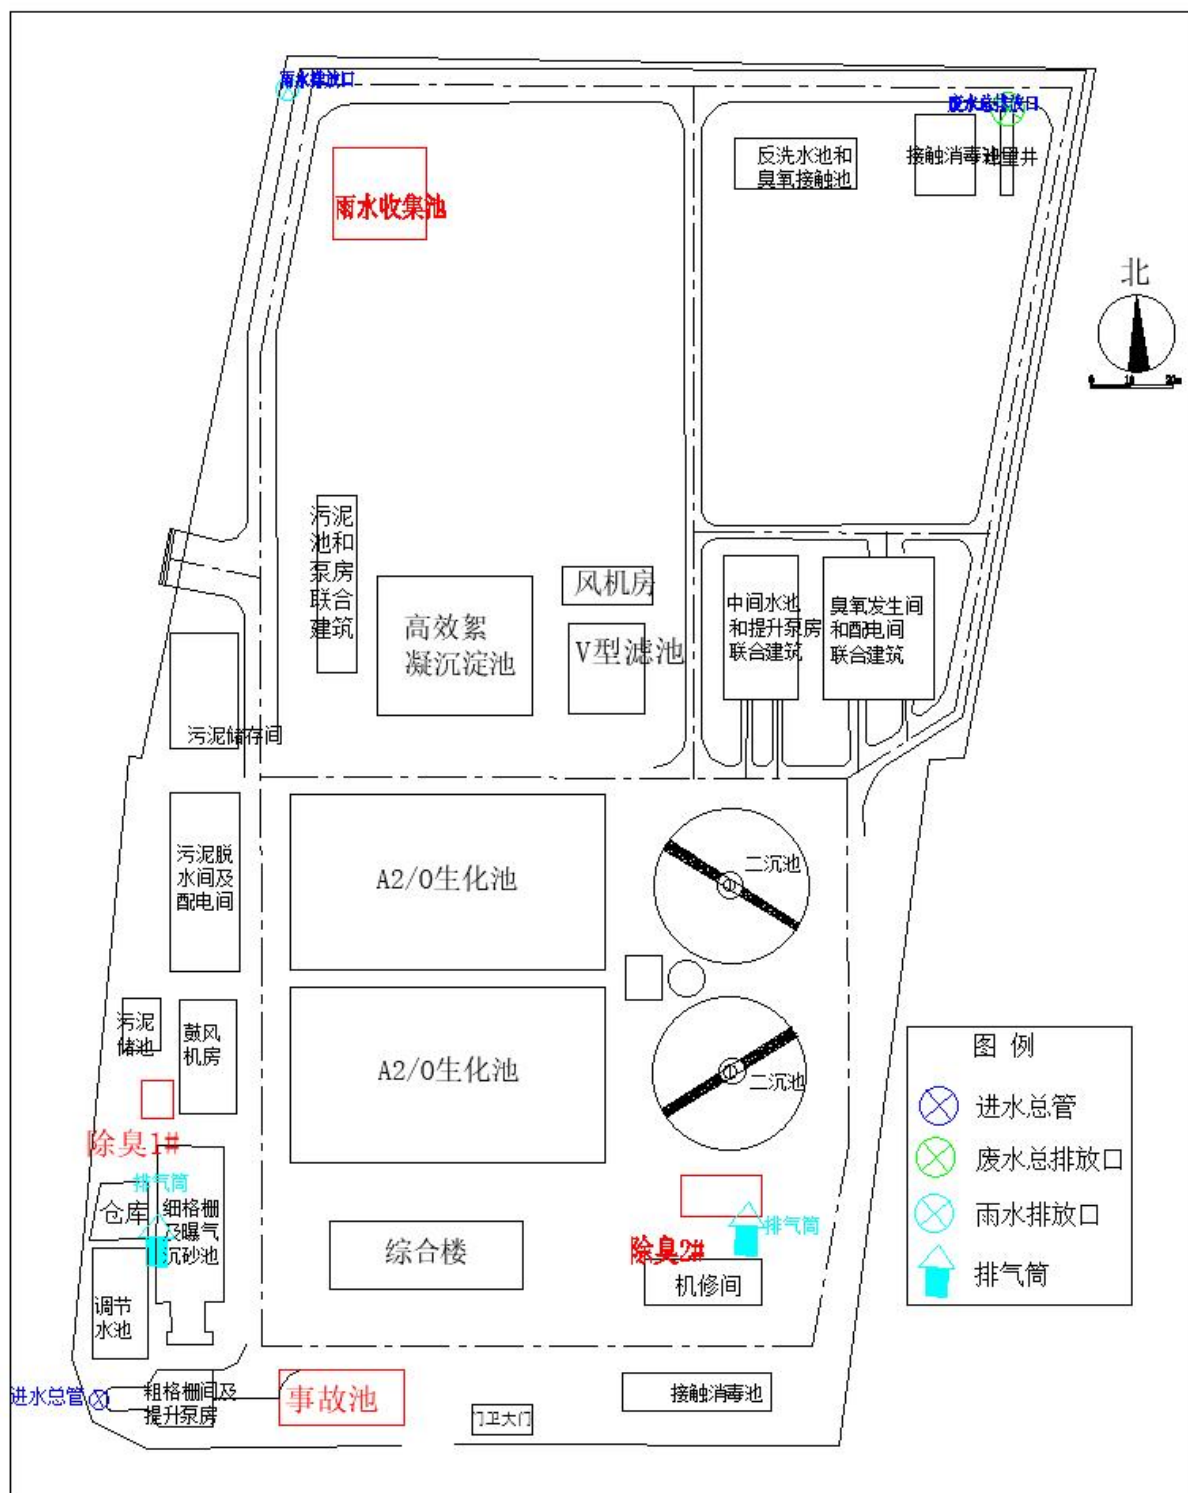 雨水排放口
废水总排放口
反洗水池和
臭氧接触池
接触消毒池
计量井
雨水收集池
北
0 10 20m
污泥
池和
泵房
联合
建筑
高效絮
凝沉淀池
风机房
V型滤池
中间水池
和提升泵房
联合建筑
臭氧发生间
和配电间
联合建筑
污泥储存间
污泥脱
水间及
配电间
A2/O生化池
二沉池
污泥
储池
鼓风
机房
A2/O生化池
二沉池
除臭1#
排气筒
仓库
细格栅
及曝气
沉砂池
综合楼
除臭2#
排气筒
机修间
调节
水池
进水总管
粗格栅间及
提升泵房
事故池
门卫大门
接触消毒池
图 例
进水总管
废水总排放口
雨水排放口
排气筒